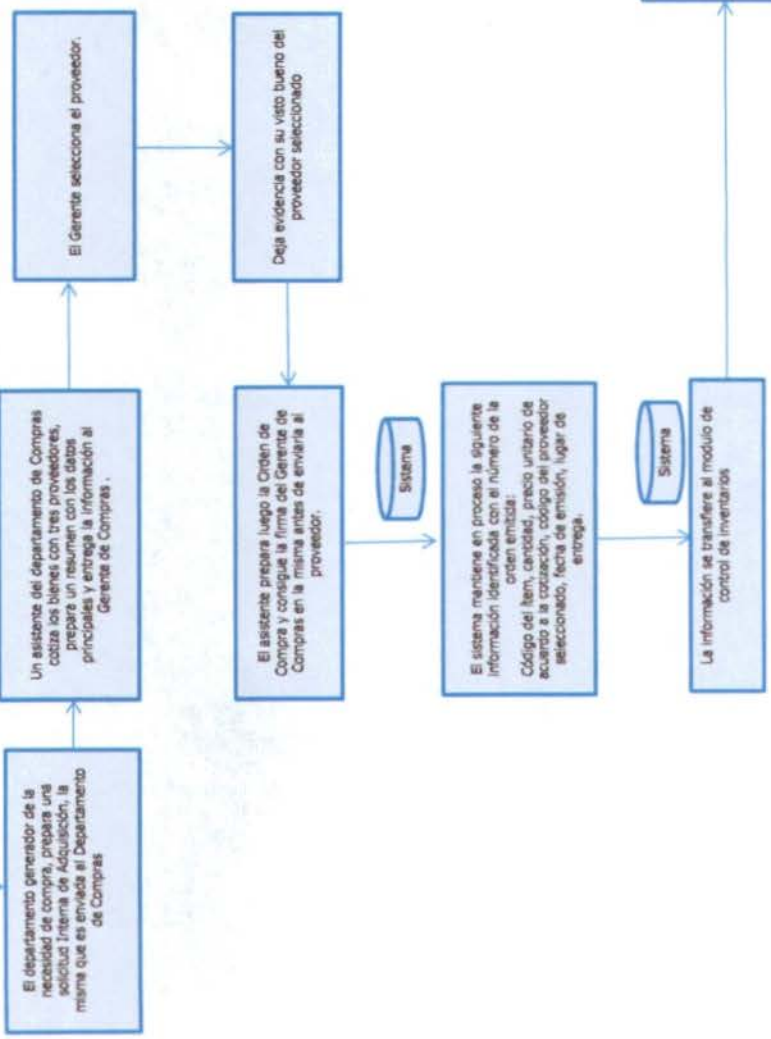 El departamento generador de la
necesidad de compra, prepara una
solicitud Interna de Adquisición, la
misma que es enviada al Departamento
de Compras
Un asistente del departamento de Compras
cotiza los bienes con tres proveedores,
prepara un resumen con los datos
principales y entrega la información al
Gerente de Compras .
El Gerente selecciona el proveedor.
Deja evidencia con su visto bueno del
proveedor seleccionado
El asistente prepara luego la Orden de
Compra y consigue la firma del Gerente de
Compras en la misma antes de enviarla al
proveedor.
Sistema
El sistema mantiene en proceso la siguiente
información identificada con el número de la
orden emitida:
Código del ítem, cantidad, precio unitario de
acuerdo a la cotización, código del proveedor
seleccionado, fecha de emisión, lugar de
entrega.
Sistema
La información se transfiere al modulo de
control de inventarios